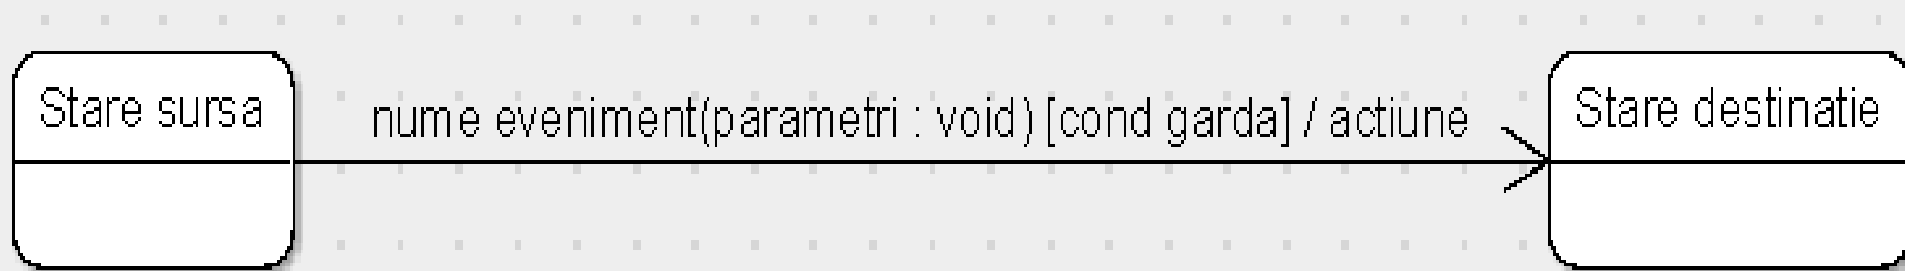 Stare sursa
nume eveniment(parametri : void) [cond garda] / actiune
Stare destinatie